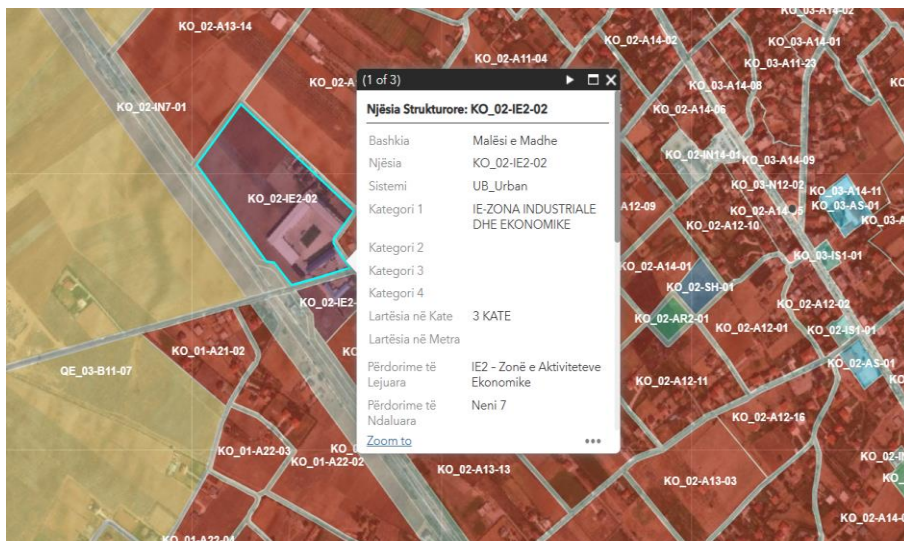 KO_02-A13-14
KO_02-A14-02
KO_03-A14-02
KO_03-A14-01
KO_02-A11-04
KO_03-A11-23
KO_02-IN7-01
KO_03-A14-08
KO_02-A14-06
(1 of 3)
Njësia Strukturore: KO_02-IE2-02
Bashkia Malësi e Madhe
Njësia KO_02-IE2-02
Sistemi UB_Urban
Kategori 1 IE-ZONA INDUSTRIALE
DHE EKONOMIKE
Kategori 2
Kategori 3
Kategori 4
Lartësia në Kate 3 KATE
Lartësia në Metra
Përdorime të IE2 - Zonë e Aktiviteteve
Lejuara Ekonomike
Përdorime të Neni 7
Ndaluara
Zoom to
KO_02-IN14-01
KO_03-A14-09
KO_03-N12-02
KO_03-A14-11
KO_03-AS-01
KO_02-IE2-02
A12-09
KO_02-A12-10
KO_03-IS1-01
KO_02-A14-01
KO_02-SH-01
KO_02-IE2-
KO_02-AR2-01
KO_02-A12-02
KO_02-A12-01
KO_02-IS1-01
KO_01-A21-02
KO_02-AS-01
QE_03-B11-07
KO_02-A12-11
KO_02-A12-16
KO_01-A22-03
KO_01-A22-02
KO_02-A13-13
KO_02-A13-03
KO_01-A22-04